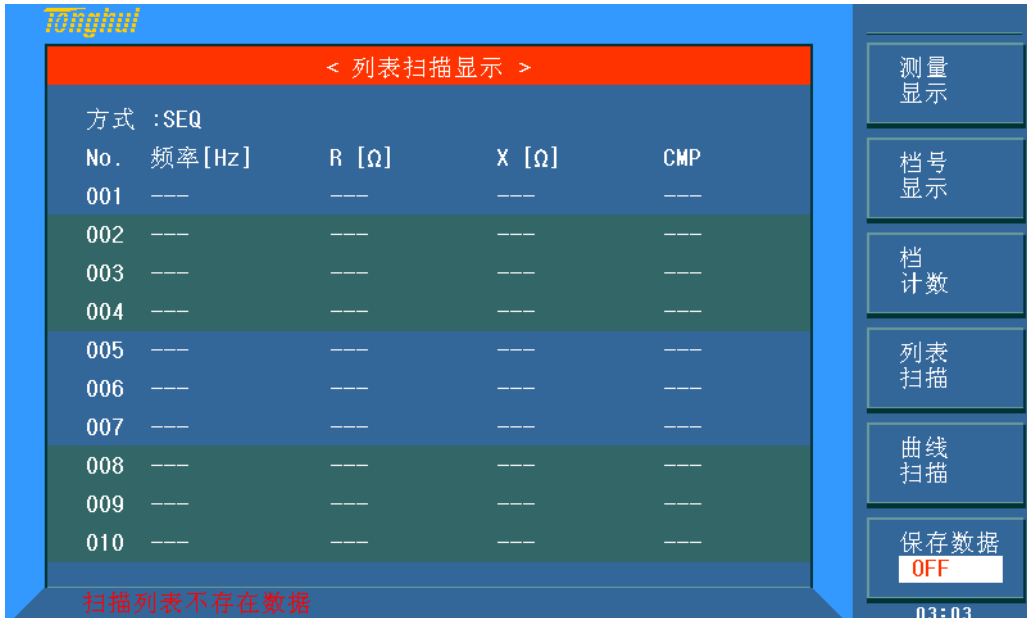 Tonghui
< 列表扫描显示 >
方式 :SEQ
No. 频率[Hz] R [Ω] X [Ω] CMP
001 --- --- --- ---
002 --- --- --- ---
003 --- --- --- ---
004 --- --- --- ---
005 --- --- --- ---
006 --- --- --- ---
007 --- --- --- ---
008 --- --- --- ---
009 --- --- --- ---
010 --- --- --- ---
扫描列表不存在数据
测量
显示
档号
显示
档
计数
列表
扫描
曲线
扫描
保存数据
OFF
03:03